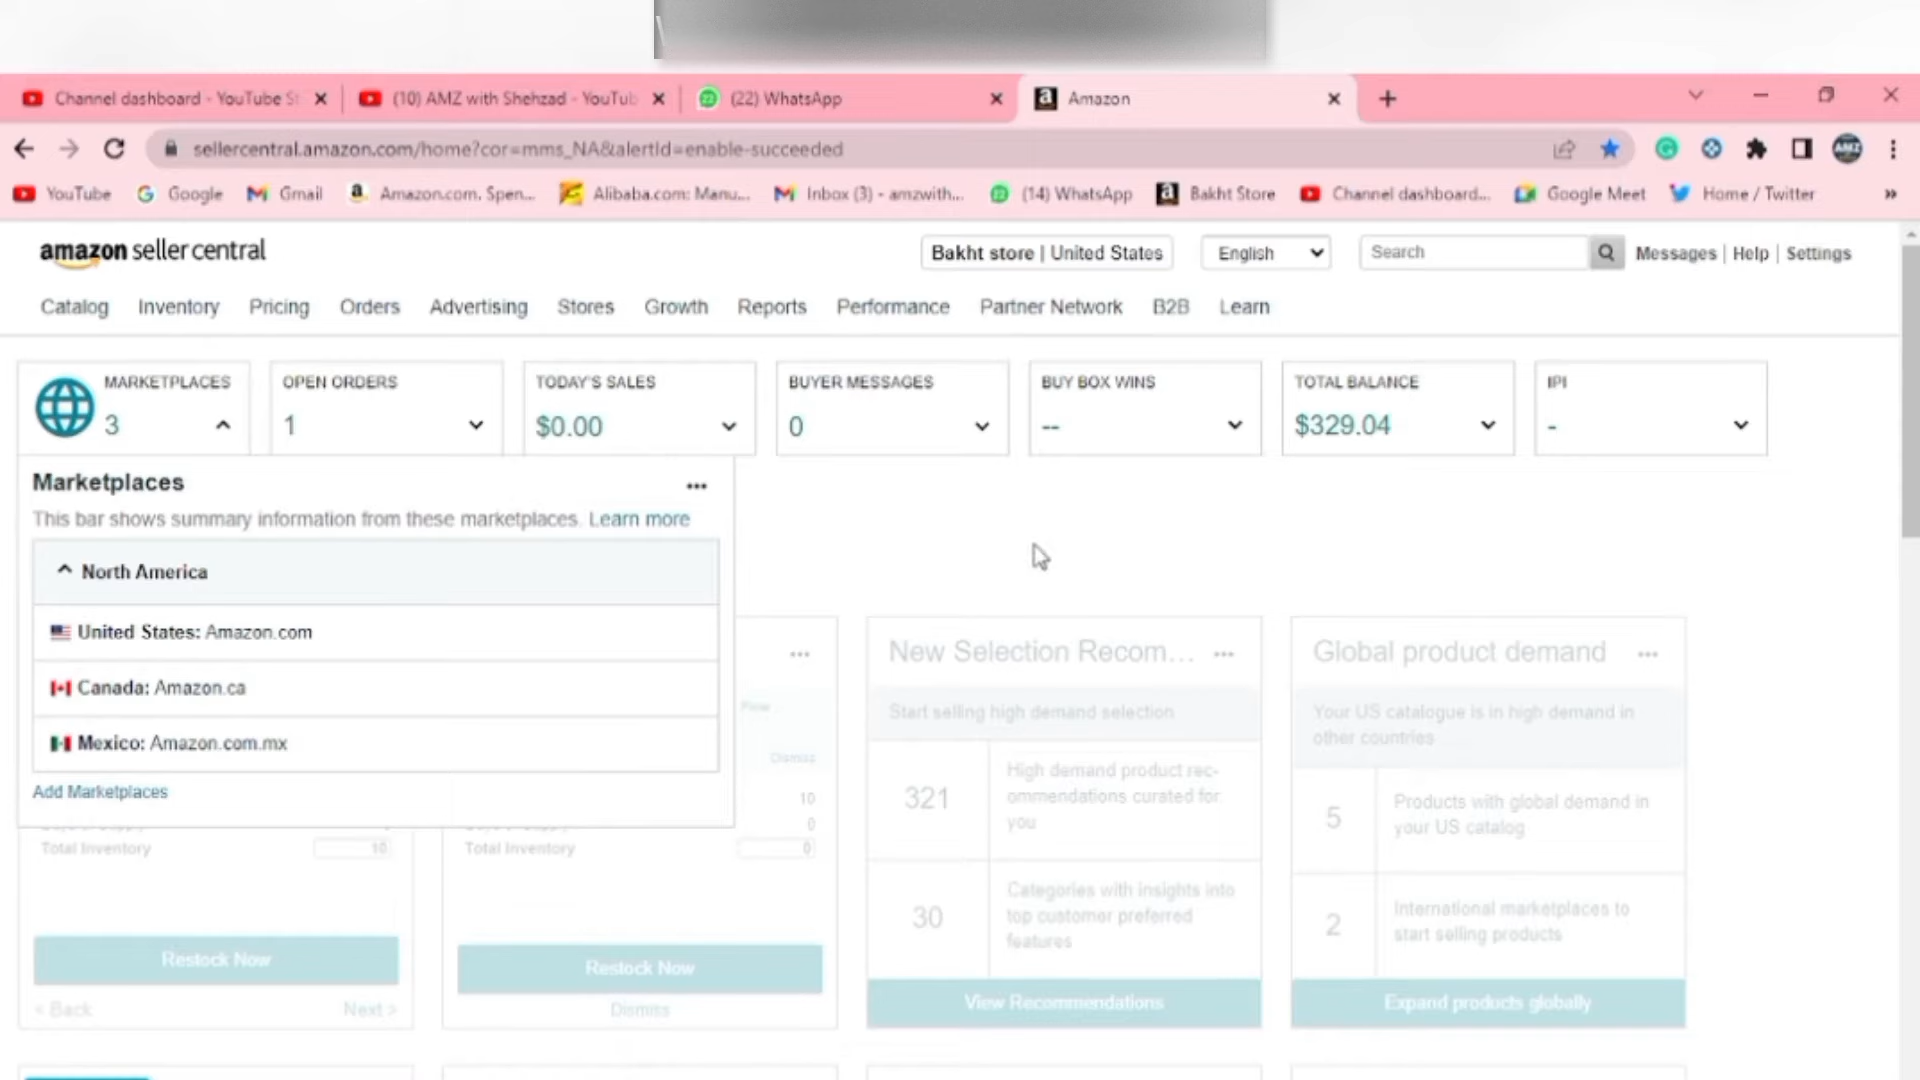 Channel dashboard - YouTube St
(10) AMZ with Shehzad - YouTub
(22) WhatsApp
Amazon
sellercentral.amazon.com/home?cor=mms_NA&alertId=enable-succeeded
YouTube
Google
Gmail
Amazon.com. Spen...
Alibaba.com: Manu...
Inbox (3) - amzwith...
(14) WhatsApp
Bakht Store
Channel dashboard...
Google Meet
Home / Twitter
»
amazon seller central
Bakht store | United States
English
Search
Messages | Help | Settings
Catalog
Inventory
Pricing
Orders
Advertising
Stores
Growth
Reports
Performance
Partner Network
B2B
Learn
MARKETPLACES
3
OPEN ORDERS
1
TODAY'S SALES
$0.00
BUYER MESSAGES
0
BUY BOX WINS
--
TOTAL BALANCE
$329.04
IPI
-
Marketplaces
This bar shows summary information from these marketplaces. Learn more
North America
United States: Amazon.com
Canada: Amazon.ca
Mexico: Amazon.com.mx
Add Marketplaces
Total Inventory
10
Restock Now
< Back
Next >
Dismiss
10
0
Total Inventory
0
Restock Now
Dismiss
New Selection Recom...
Start selling high demand selection
321
High demand product rec-
ommendations curated for
you
30
Categories with insights into
top customer preferred
features
View Recommendations
Global product demand
Your US catalogue is in high demand in
other countries
5
Products with global demand in
your US catalog
2
International marketplaces to
start selling products
Expand products globally